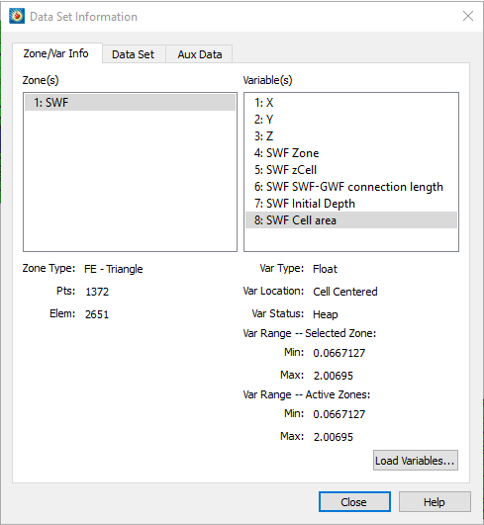 Data Set Information
Zone/Var Info
Data Set
Aux Data
Zone(s)
1: SWF
Variable(s)
1: X
2: Y
3: Z
4: SWF Zone
5: SWF zCell
6: SWF SWF-GWF connection length
7: SWF Initial Depth
8: SWF Cell area
Zone Type: FE - Triangle
Pts: 1372
Elem: 2651
Var Type: Float
Var Location: Cell Centered
Var Status: Heap
Var Range -- Selected Zone:
Min: 0.0667127
Max: 2.00695
Var Range -- Active Zones:
Min: 0.0667127
Max: 2.00695
Load Variables...
Close
Help